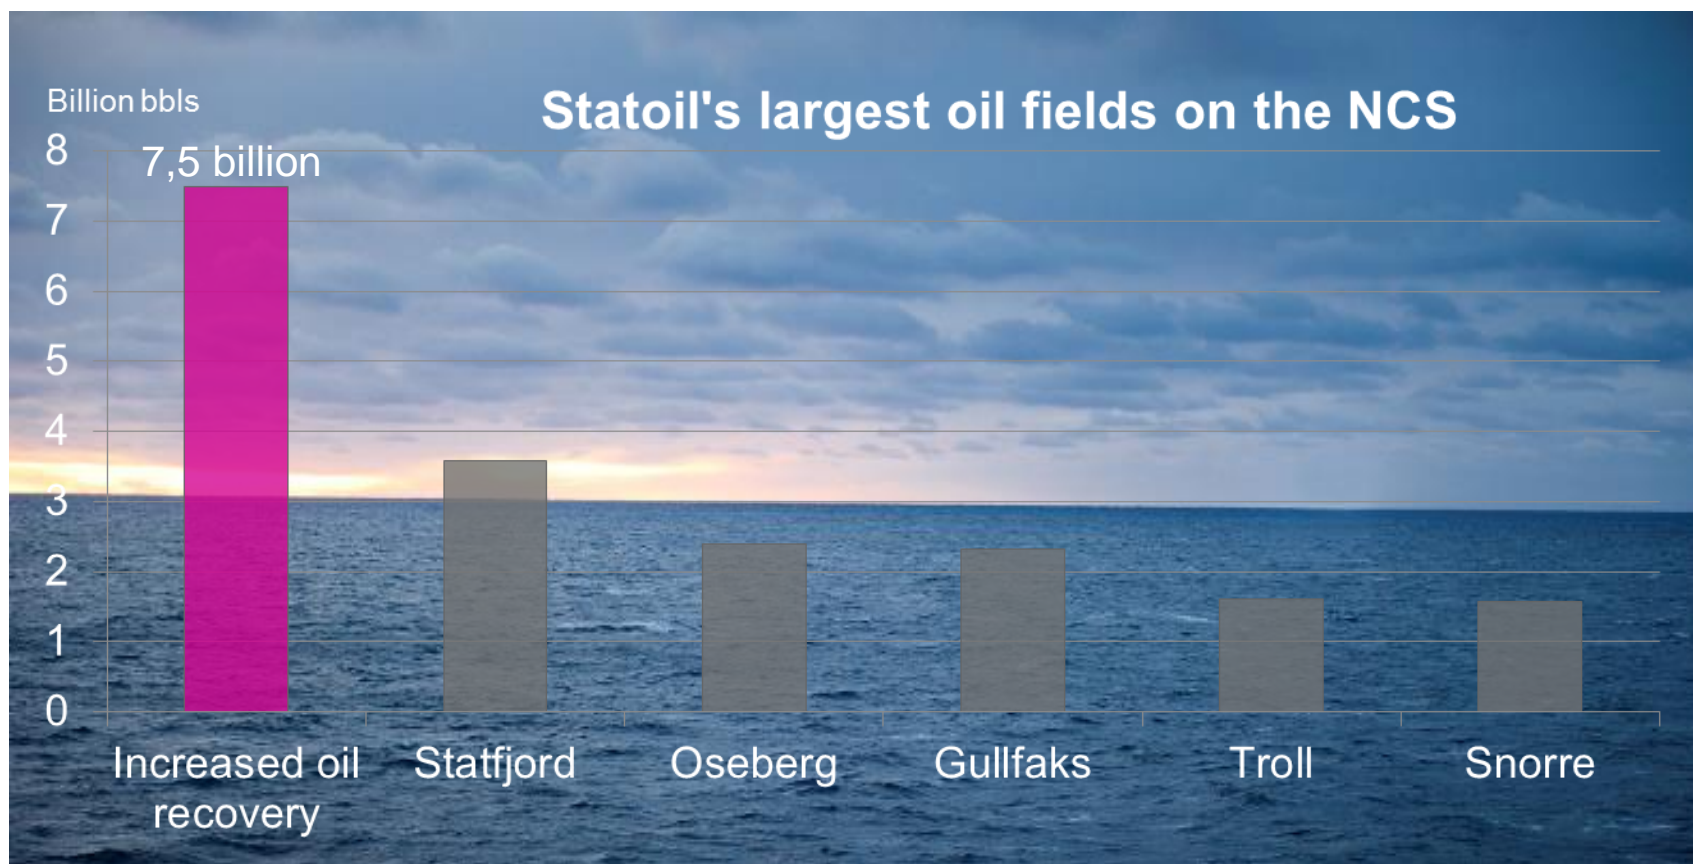 Billion bbls
Statoil's largest oil fields on the NCS
8
7,5 billion
7
6
5
4
3
2
1
0
Increased oil
recovery
Statfjord
Oseberg
Gullfaks
Troll
Snorre